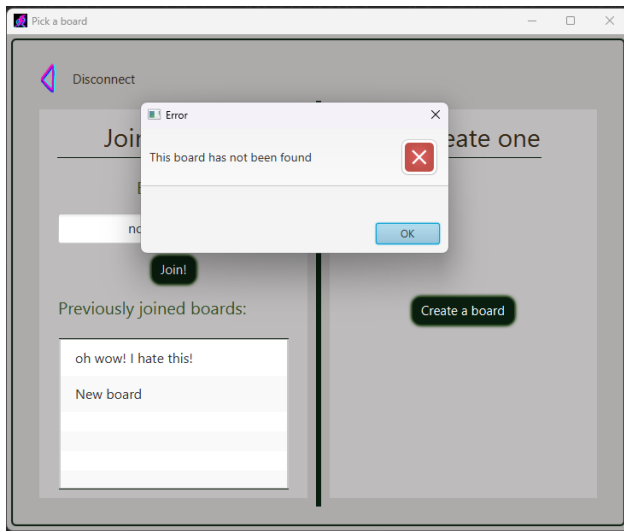 Pick a board
Disconnect
Error
This board has not been found
OK
Join!
Previously joined boards:
oh wow! I hate this!
New board
one
Create a board